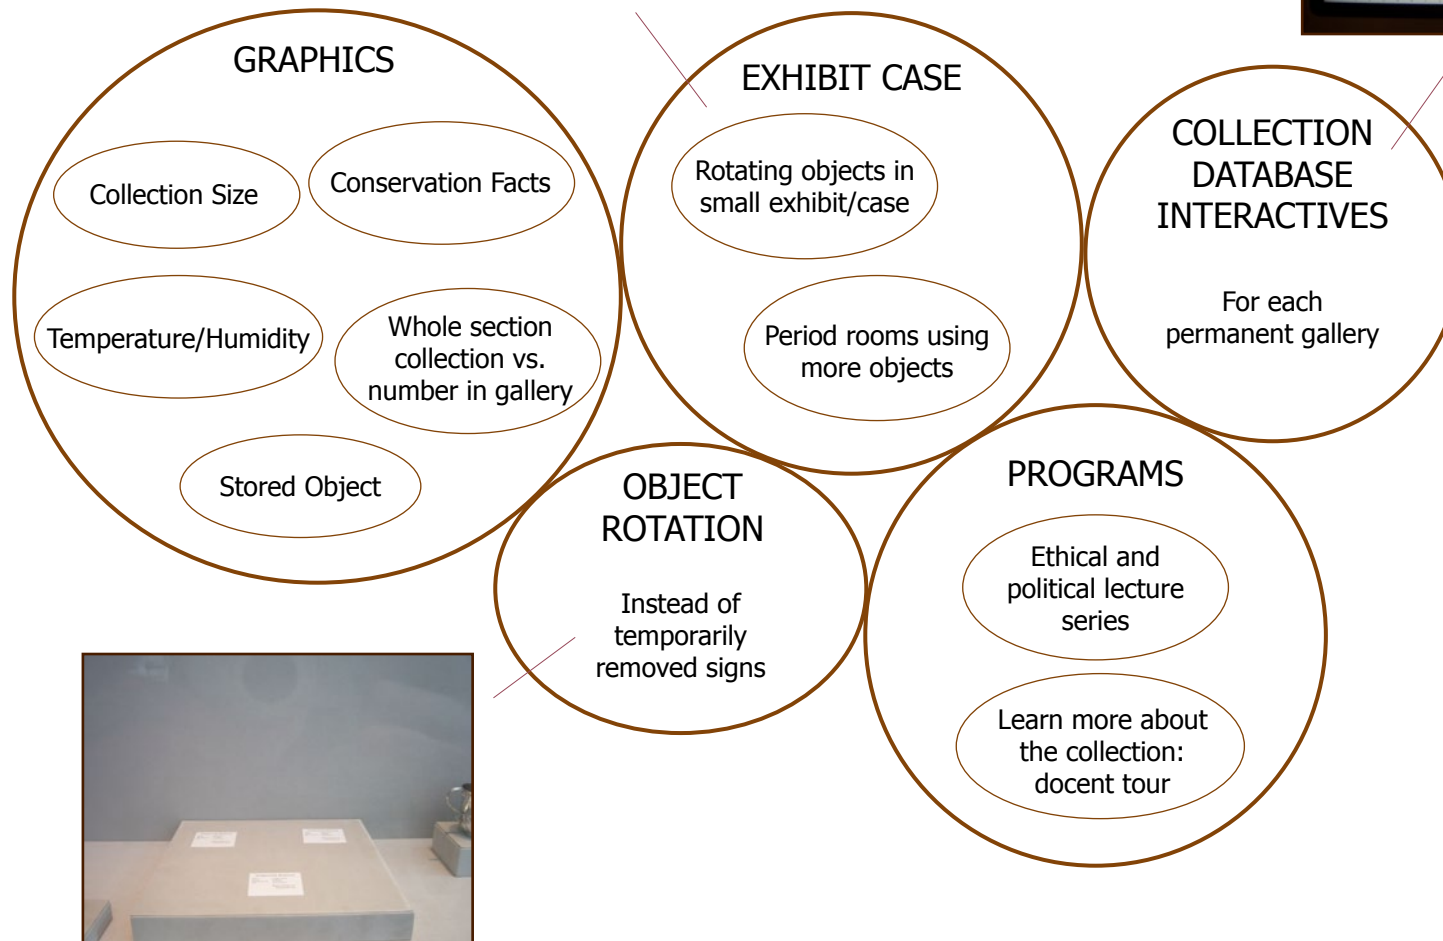 GRAPHICS
Collection Size
Conservation Facts
Temperature/Humidity
Whole section
collection vs.
number in gallery
Stored Object
EXHIBIT CASE
Rotating objects in
small exhibit/case
Period rooms using
more objects
COLLECTION
DATABASE
INTERACTIVES
For each
permanent gallery
OBJECT
ROTATION
Instead of
temporarily
removed signs
PROGRAMS
Ethical and
political lecture
series
Learn more about
the collection:
docent tour